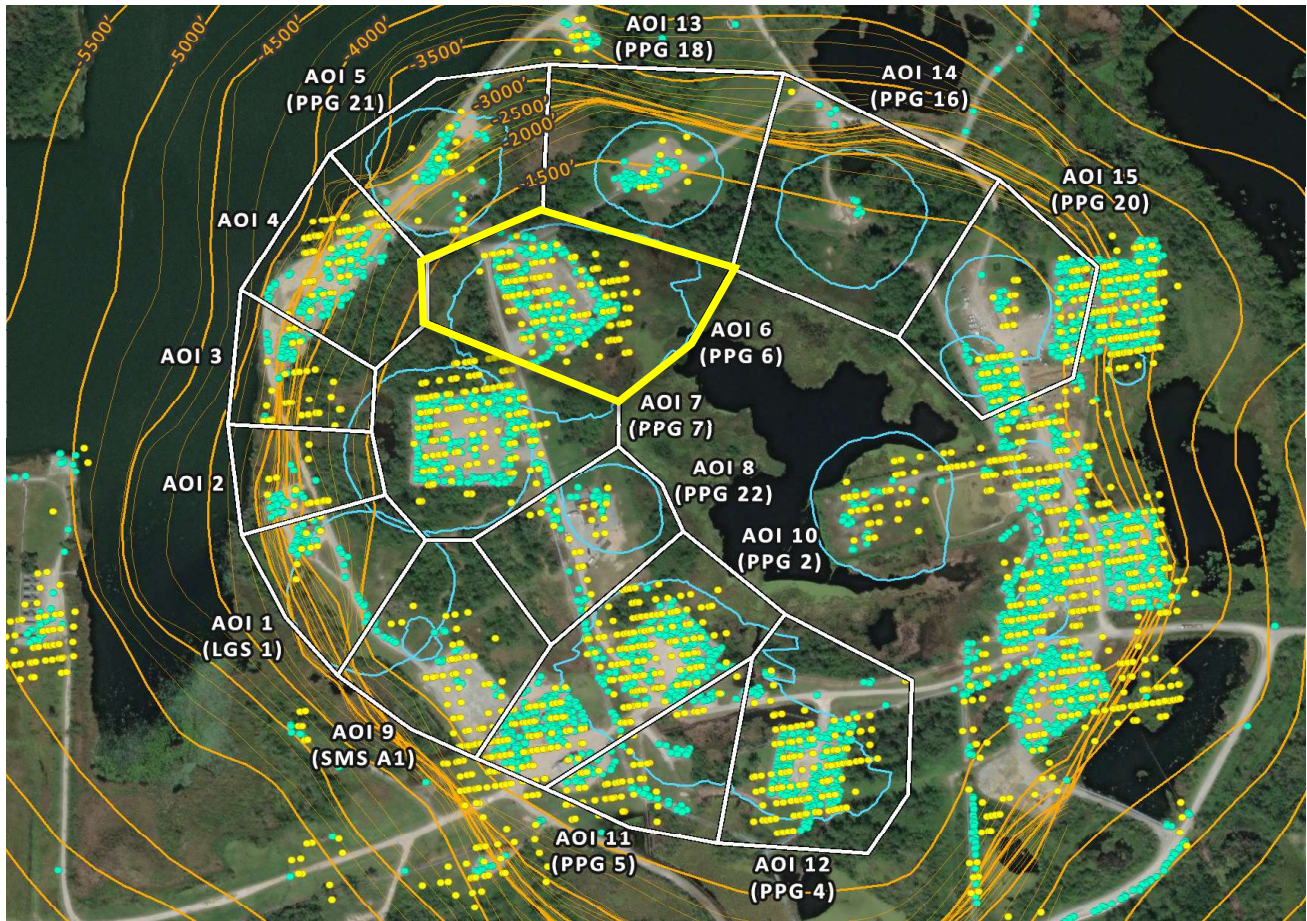 -5500'
-5000'
-4500'
-4000'
-3500'
-3000'
-2500'
-2000'
-1500'
AOI 13
(PPG 18)
AOI 5
(PPG 21)
AOI 14
(PPG 16)
AOI 15
(PPG 20)
AOI 4
AOI 3
AOI 6
(PPG 6)
AOI 7
(PPG 7)
AOI 2
AOI 8
(PPG 22)
AOI 10
(PPG 2)
AOI 1
(LGS 1)
AOI 9
(SMS A1)
AOI 11
(PPG 5)
AOI 12
(PPG 4)